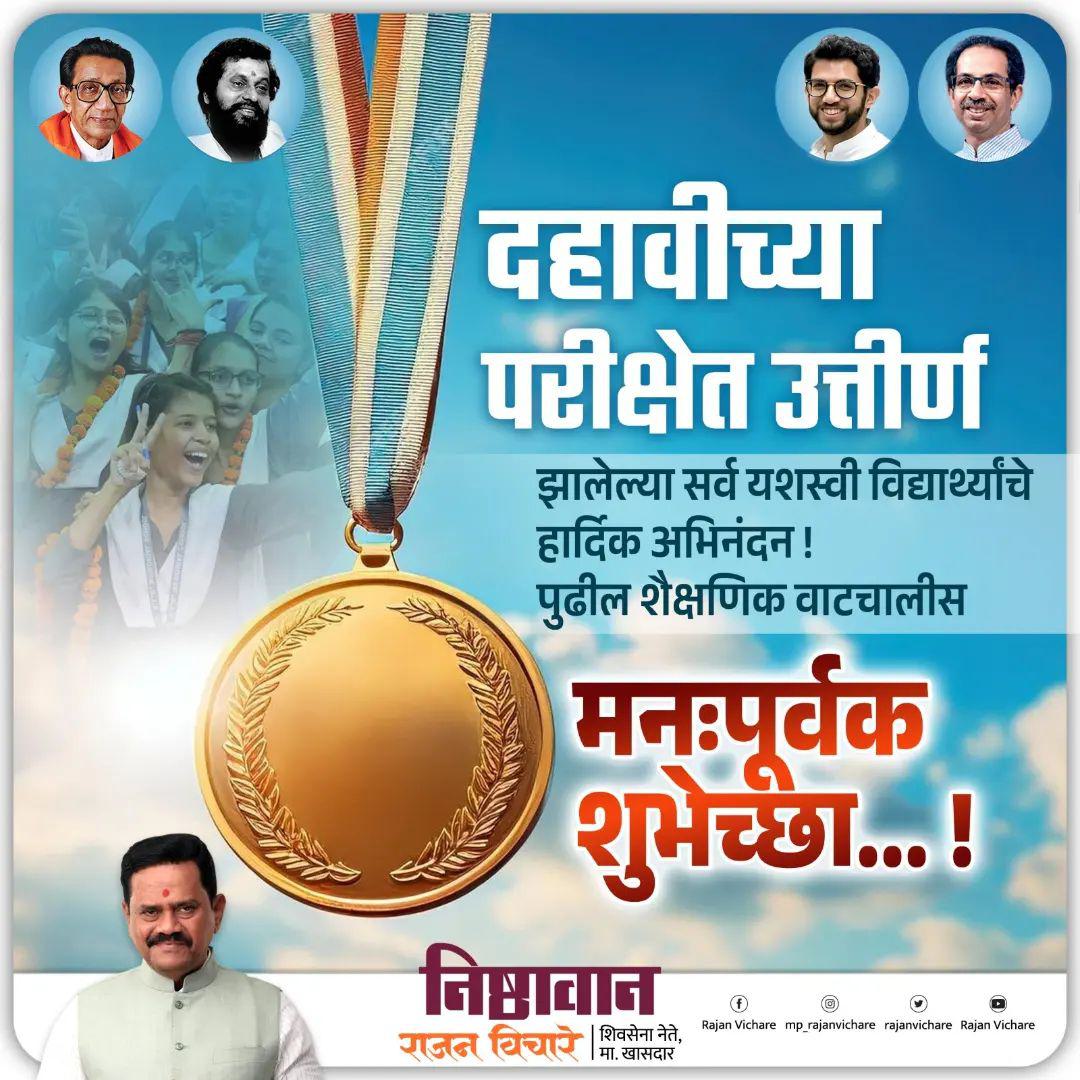 दहावीच्या
परीक्षेत उत्तीर्ण
झालेल्या सर्व यशस्वी विद्यार्थ्यांचे
हार्दिक अभिनंदन !
पुढील शैक्षणिक वाटचालीस
मनःपूर्वक
शुभेच्छा... !
निष्ठावान
राजन विचारे
शिवसेना नेते,
मा. खासदार
Rajan Vichare mp_rajanvichare rajanvichare Rajan Vichare